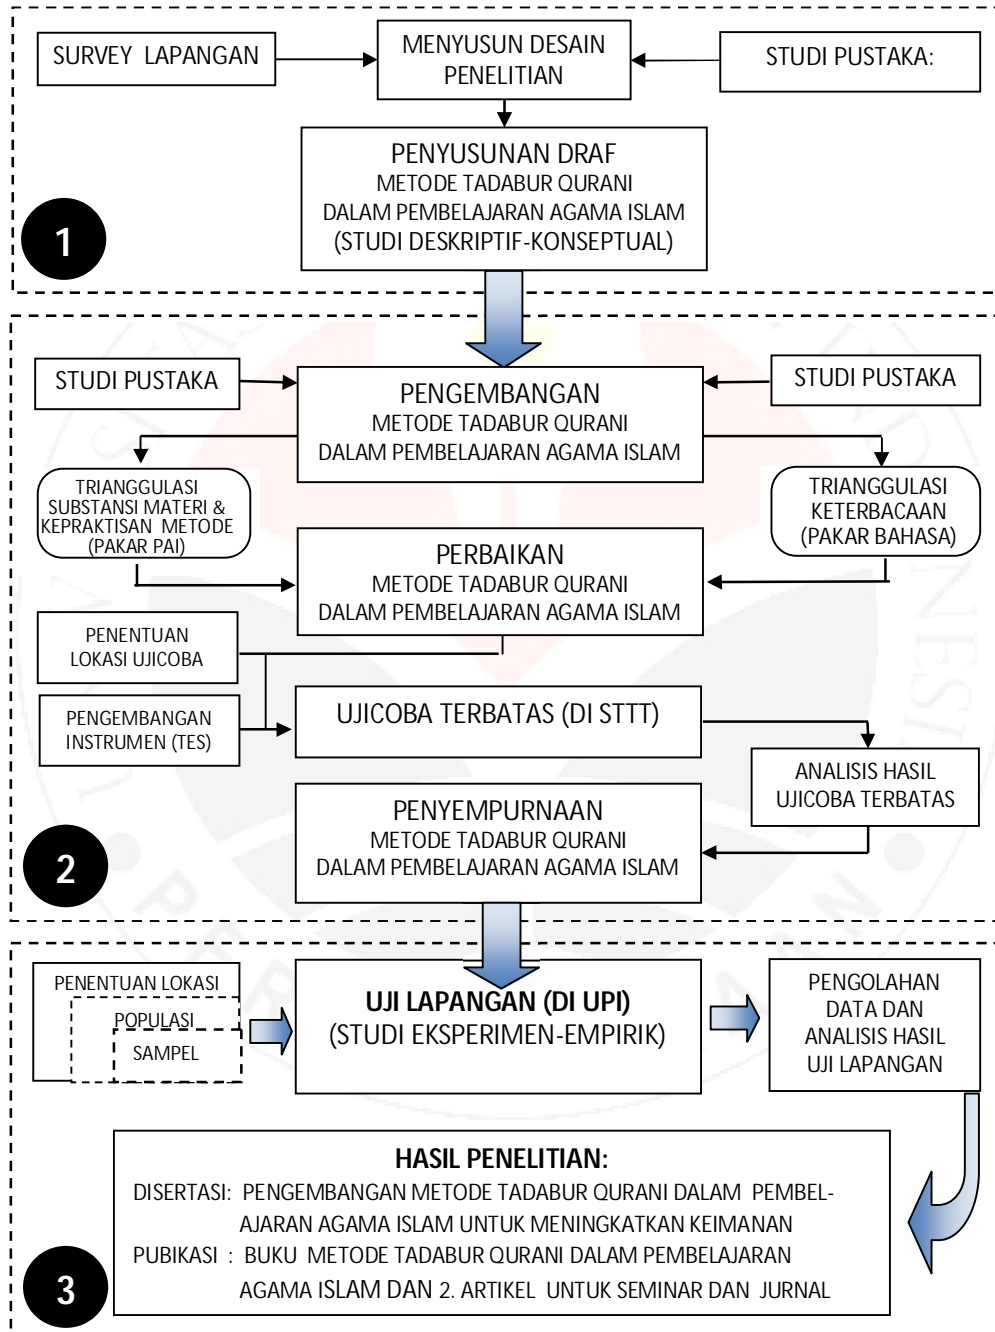 SURVEY LAPANGAN
MENYUSUN DESAIN
PENELITIAN
STUDI PUSTAKA:
PENYUSUNAN DRAF
METODE TADABUR QURANI
DALAM PEMBELAJARAN AGAMA ISLAM
(STUDI DESKRIPTIF-KONSEPTUAL)
1
STUDI PUSTAKA
PENGEMBANGAN
METODE TADABUR QURANI
DALAM PEMBELAJARAN AGAMA ISLAM
STUDI PUSTAKA
TRIANGGULASI
SUBSTANSI MATERI &
KEPRAKTISAN METODE
(PAKAR PAI)
TRIANGGULASI
KETERBACAAN
(PAKAR BAHASA)
PERBAIKAN
METODE TADABUR QURANI
DALAM PEMBELAJARAN AGAMA ISLAM
PENENTUAN
LOKASI UJICOBA
PENGEMBANGAN
INSTRUMEN (TES)
UJICOBA TERBATAS (DI STTT)
ANALISIS HASIL
UJICOBA TERBATAS
PENYEMPURNAAN
METODE TADABUR QURANI
DALAM PEMBELAJARAN AGAMA ISLAM
2
PENENTUAN LOKASI
POPULASI
SAMPEL
UJI LAPANGAN (DI UPI)
(STUDI EKSPERIMEN-EMPIRIK)
PENGOLAHAN
DATA DAN
ANALISIS HASIL
UJI LAPANGAN
HASIL PENELITIAN:
DISERTASI: PENGEMBANGAN METODE TADABUR QURANI DALAM PEMBEL-
AJARAN AGAMA ISLAM UNTUK MENINGKATKAN KEIMANAN
PUBIKASI : BUKU METODE TADABUR QURANI DALAM PEMBELAJARAN
AGAMA ISLAM DAN 2. ARTIKEL UNTUK SEMINAR DAN JURNAL
3